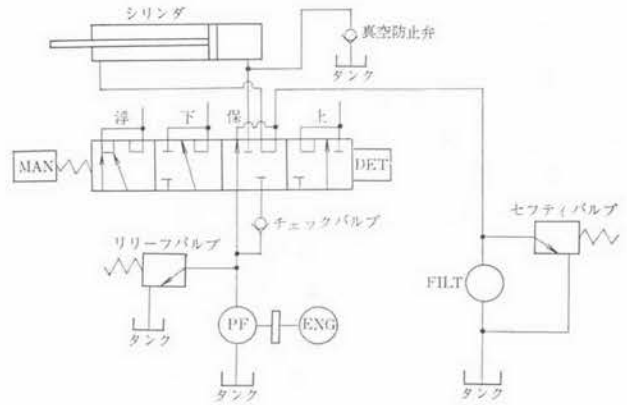 シリンダ
真空防止弁
タンク
浮
下
保
上
MAN
DET
チェックバルブ
セフティバルブ
リリーフバルブ
FILT
PF
ENG
タンク
タンク
タンク